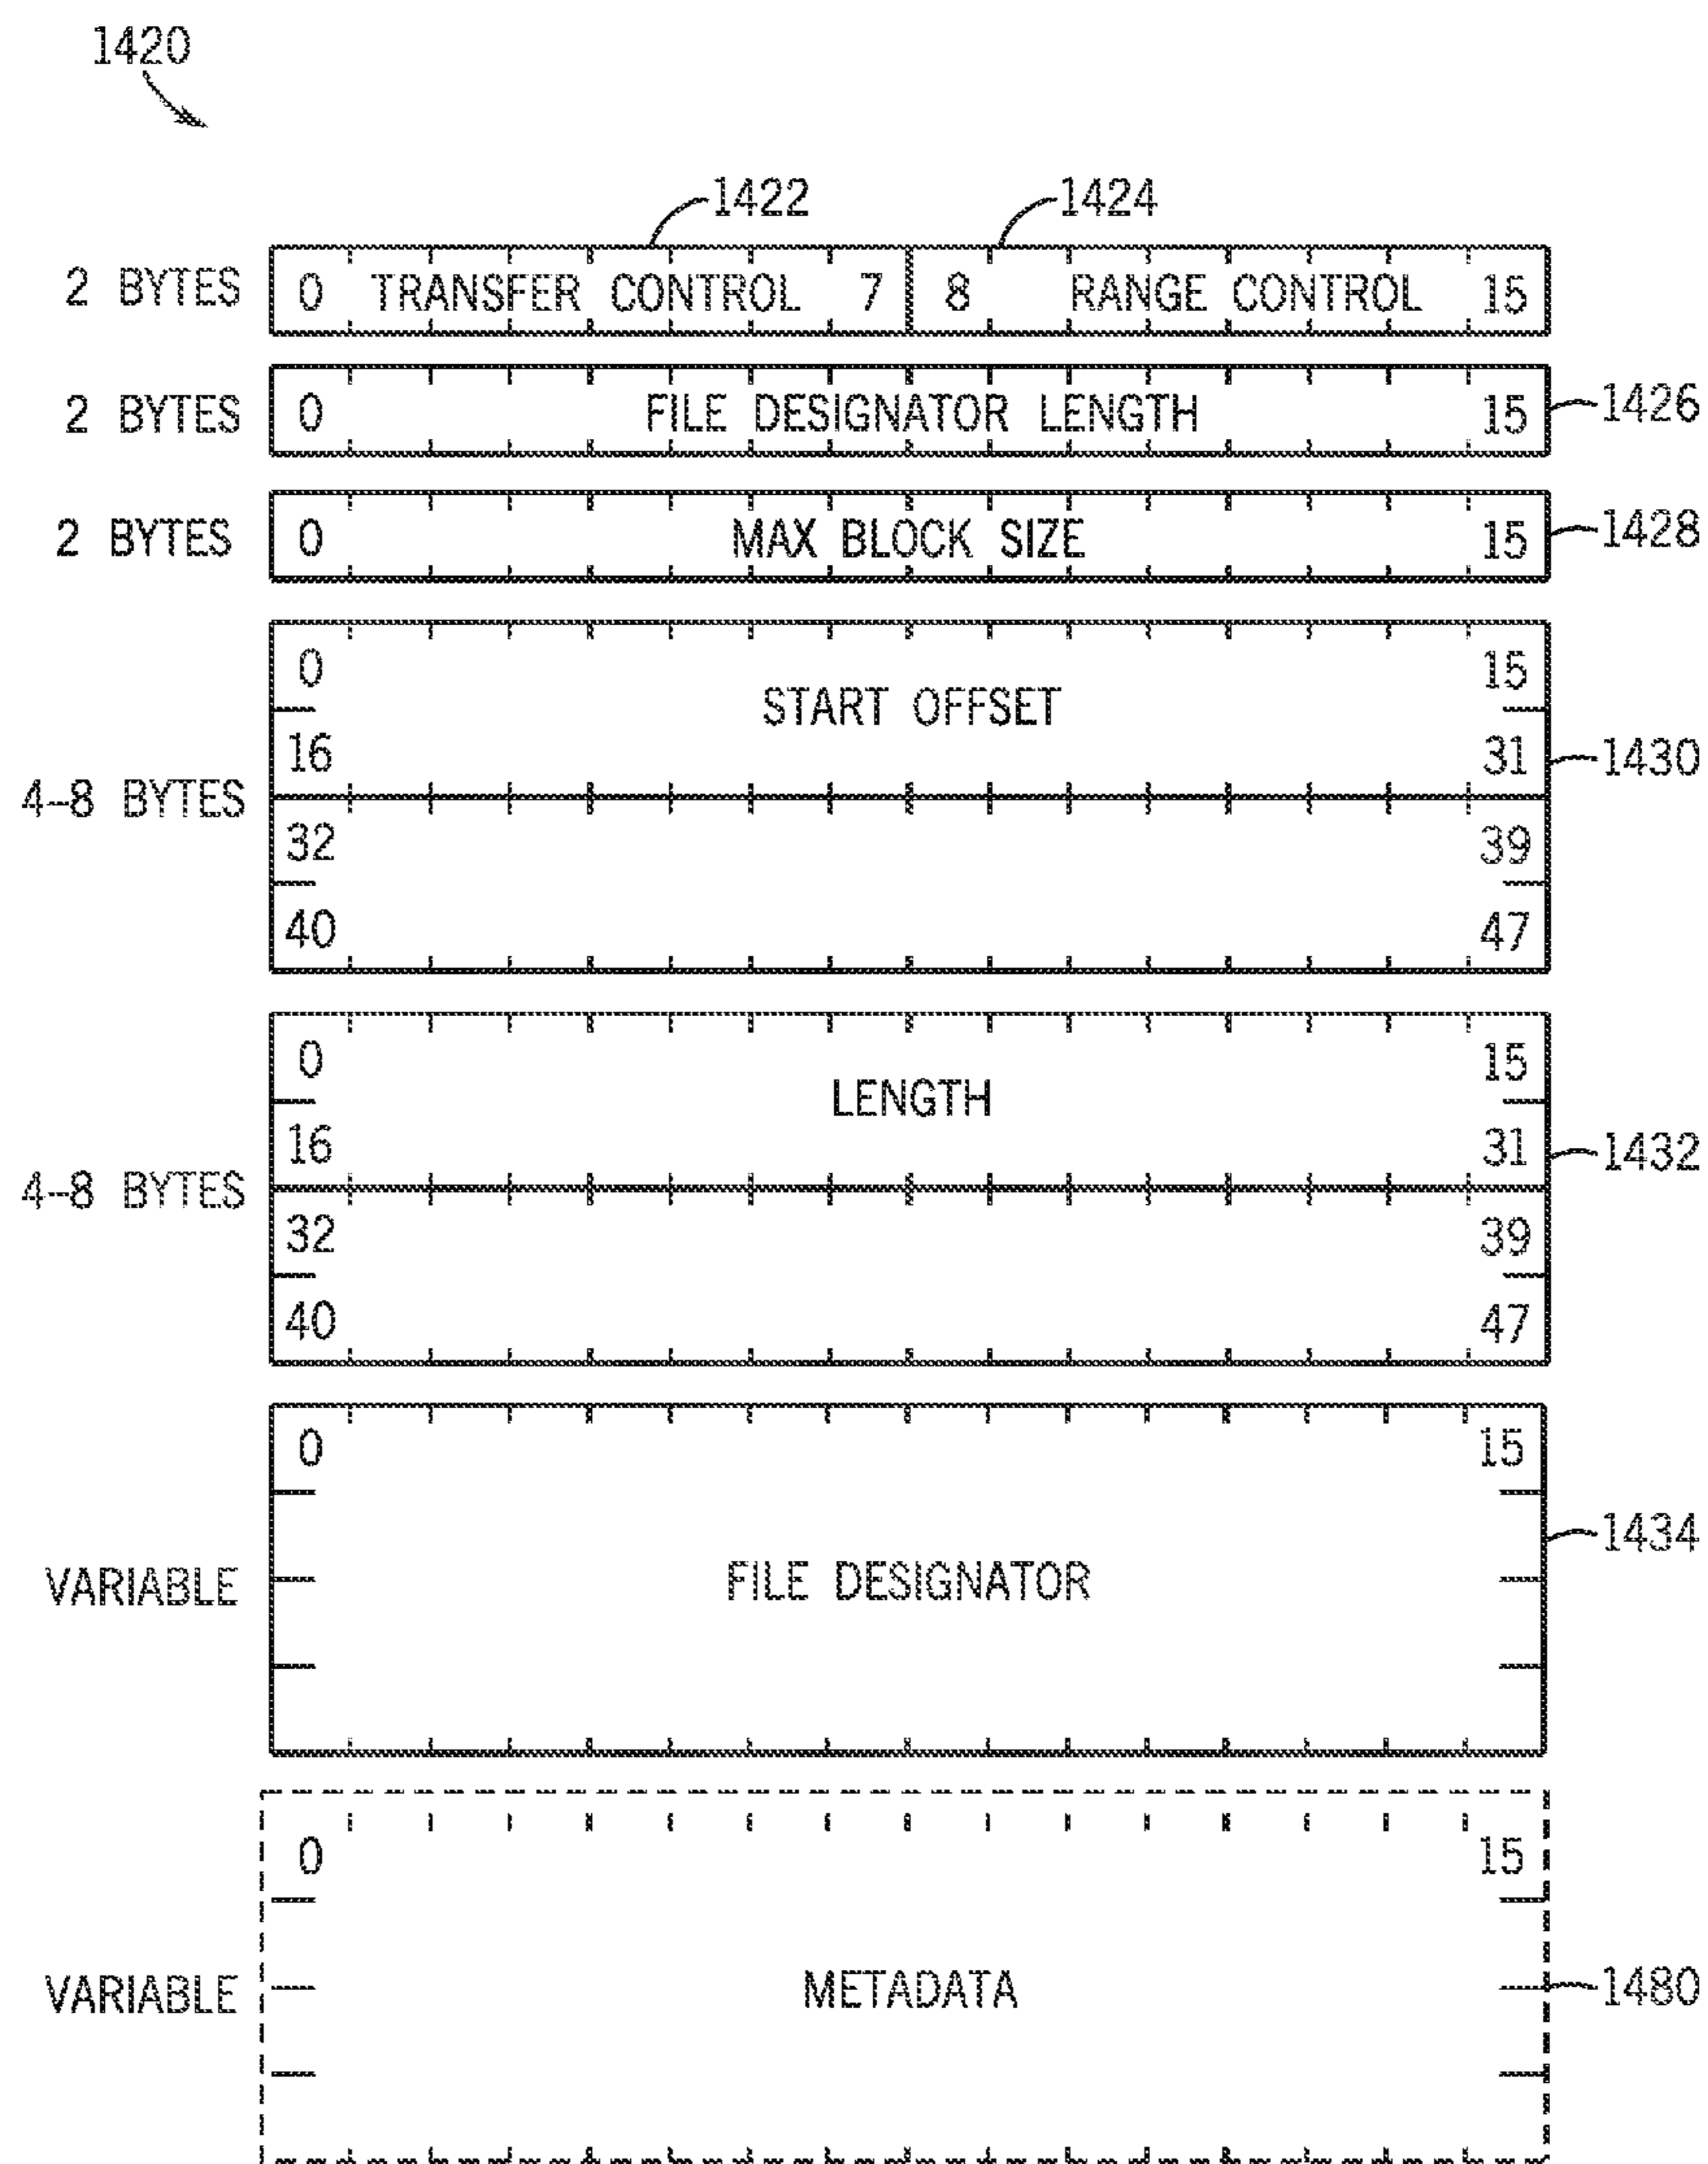 1420
1422 1424
2 BYTES 0 TRANSFER CONTROL 7 8 RANGE CONTROL 15
2 BYTES 0 FILE DESIGNATOR LENGTH 15 1426
2 BYTES 0 MAX BLOCK SIZE 15 1428
0 15
START OFFSET
16 31 1430
4-8 BYTES
32 39
40 47
0 15
LENGTH
16 31 1432
4-8 BYTES
32 39
40 47
0 15
1434
VARIABLE FILE DESIGNATOR
0 15
VARIABLE METADATA 1480